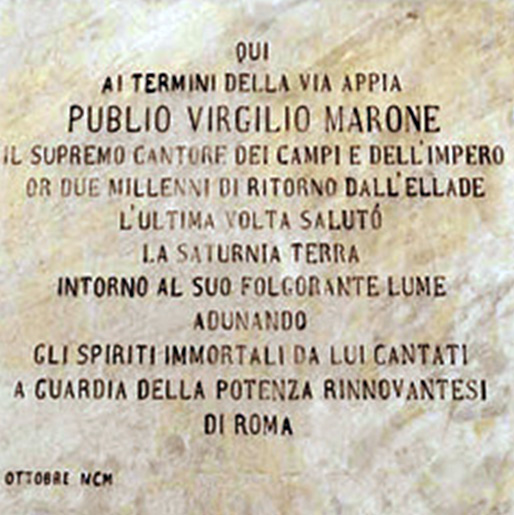 QUI
AI TERMINI DELLA VIA APPIA
PUBLIO VIRGILIO MARONE
IL SUPREMO CANTORE DEI CAMPI E DELL'IMPERO
OR DUE MILLENNI DI RITORNO DALL'ELLADE
L'ULTIMA VOLTA SALUTÓ
LA SATURNIA TERRA
INTORNO AL SUO FOLGORANTE LUME
ADUNANDO
GLI SPIRITI IMMORTALI DA LUI CANTATI
A GUARDIA DELLA POTENZA RINNOVANTESI
DI ROMA
OTTOBRE NCM